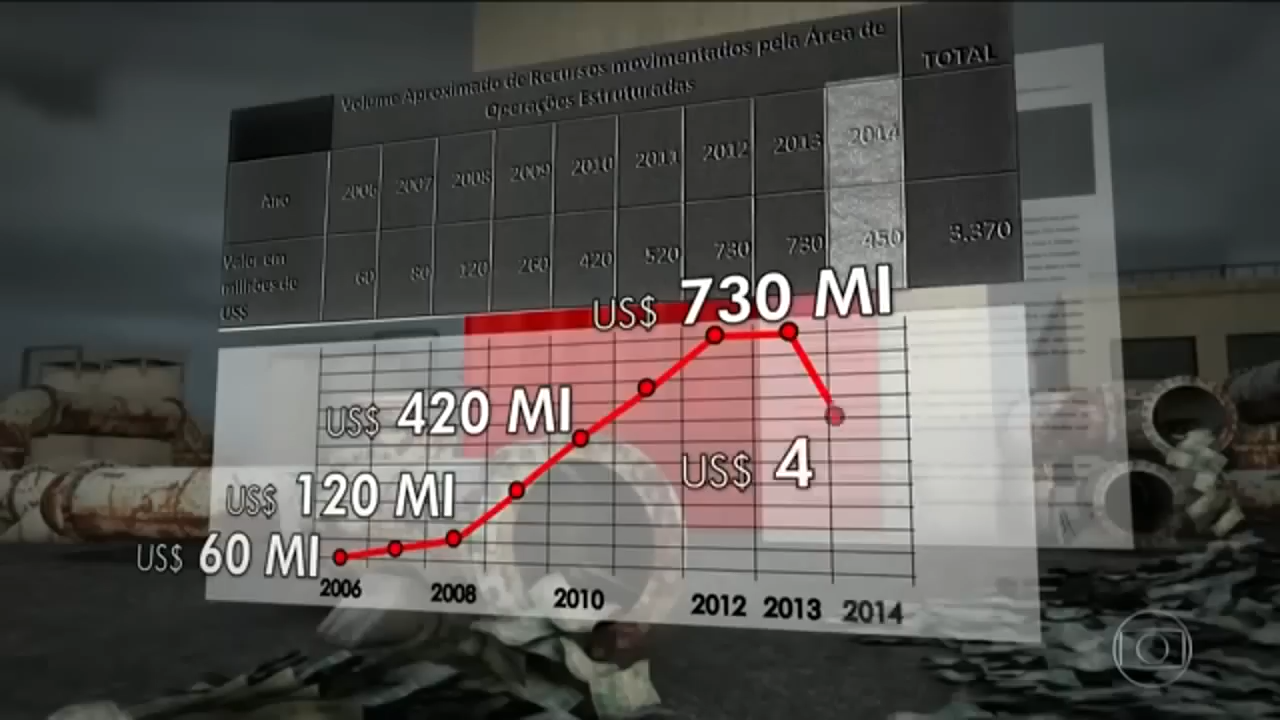 Volume Aproximado de Recursos movimentados pela Área de
Operações Estruturadas
TOTAL
Ano 2006 2007 2008 2009 2010 2011 2012 2013 2014
Valo em
milhões de
US$
60 80 120 260 420 520 730 730 450 3.370
US$ 730 MI
US$ 420 MI
US$ 4
US$ 120 MI
US$ 60 MI
2006 2008 2010 2012 2013 2014